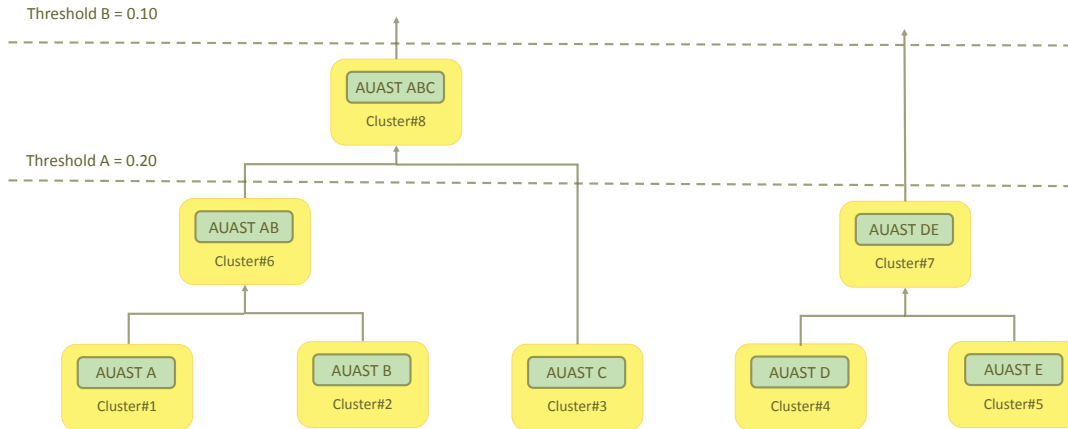 Threshold B = 0.10
AUAST ABC
Cluster#8
Threshold A = 0.20
AUAST AB
Cluster#6
AUAST DE
Cluster#7
AUAST A
Cluster#1
AUAST B
Cluster#2
AUAST C
Cluster#3
AUAST D
Cluster#4
AUAST E
Cluster#5